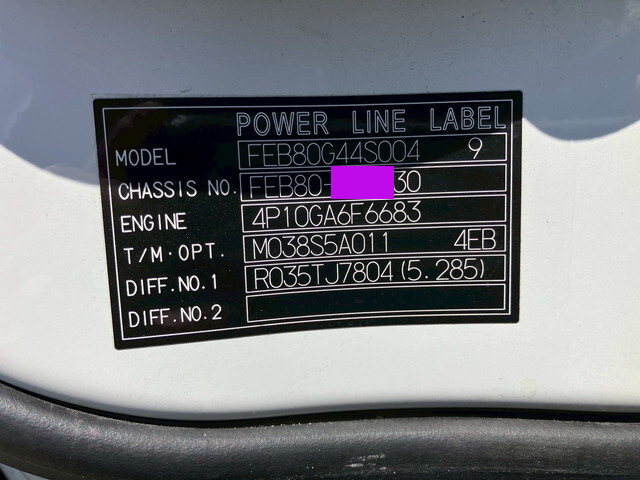 POWER LINE LABEL
MODEL FEB80G44S004 9
CHASSIS NO. FEB80- 30
ENGINE 4P10GA6F6683
T/M·OPT. M038S5A011 4EB
DIFF.NO.1 R035TJ7804(5.285)
DIFF.NO.2